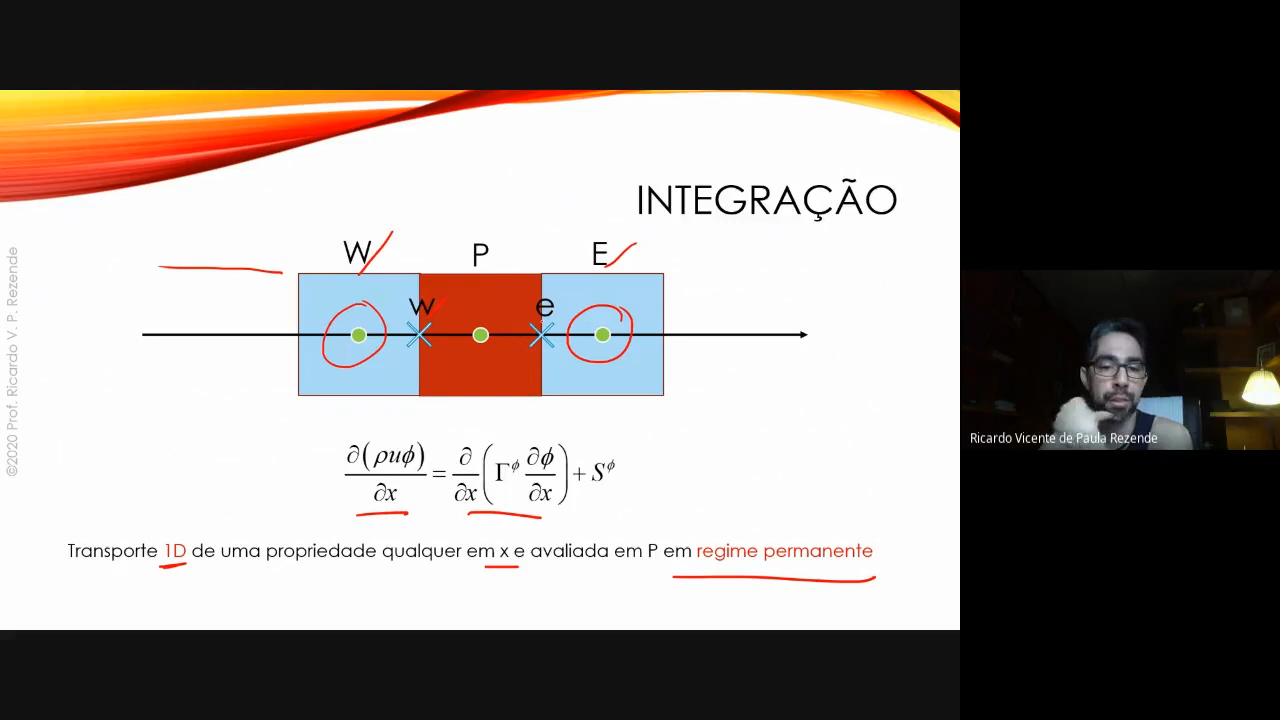 INTEGRAÇÃO
W P E
w e
∂(ρuϕ)/∂x = ∂/∂x (Γ^ϕ ∂ϕ/∂x) + S^ϕ
Transporte 1D de uma propriedade qualquer em x e avaliada em P em regime permanente
©2020 Prof. Ricardo V. P. Rezende
Ricardo Vicente de Paula Rezende